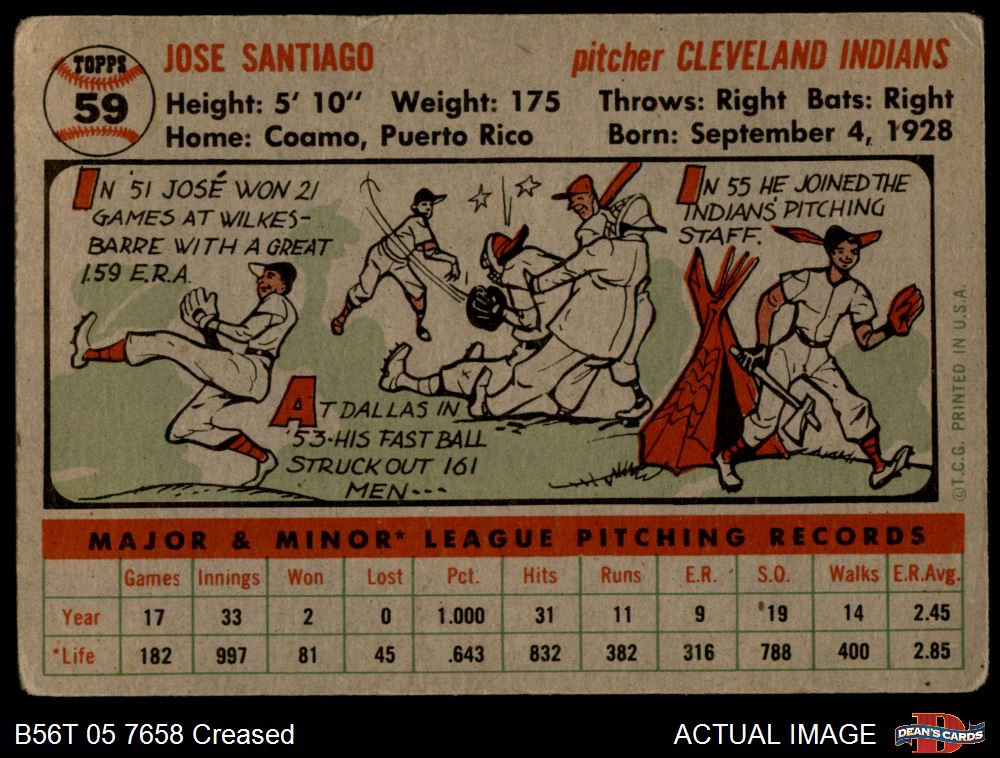 TOPPS
59
JOSE SANTIAGO
pitcher CLEVELAND INDIANS
Height: 5' 10" Weight: 175 Throws: Right Bats: Right
Home: Coamo, Puerto Rico Born: September 4, 1928
IN '51 JOSÉ WON 21
GAMES AT WILKES-
BARRE WITH A GREAT
1.59 E.R.A.
AT DALLAS IN
'53-HIS FAST BALL
STRUCK OUT 161
MEN---
IN 55 HE JOINED THE
INDIANS' PITCHING
STAFF.
©T.C.G. PRINTED IN U.S.A.
MAJOR & MINOR* LEAGUE PITCHING RECORDS
Games Innings Won Lost Pct. Hits Runs E.R. S.O. Walks E.R.Avg.
Year 17 33 2 0 1.000 31 11 9 19 14 2.45
*Life 182 997 81 45 .643 832 382 316 788 400 2.85
B56T 05 7658 Creased
ACTUAL IMAGE
D
DEAN'S CARDS